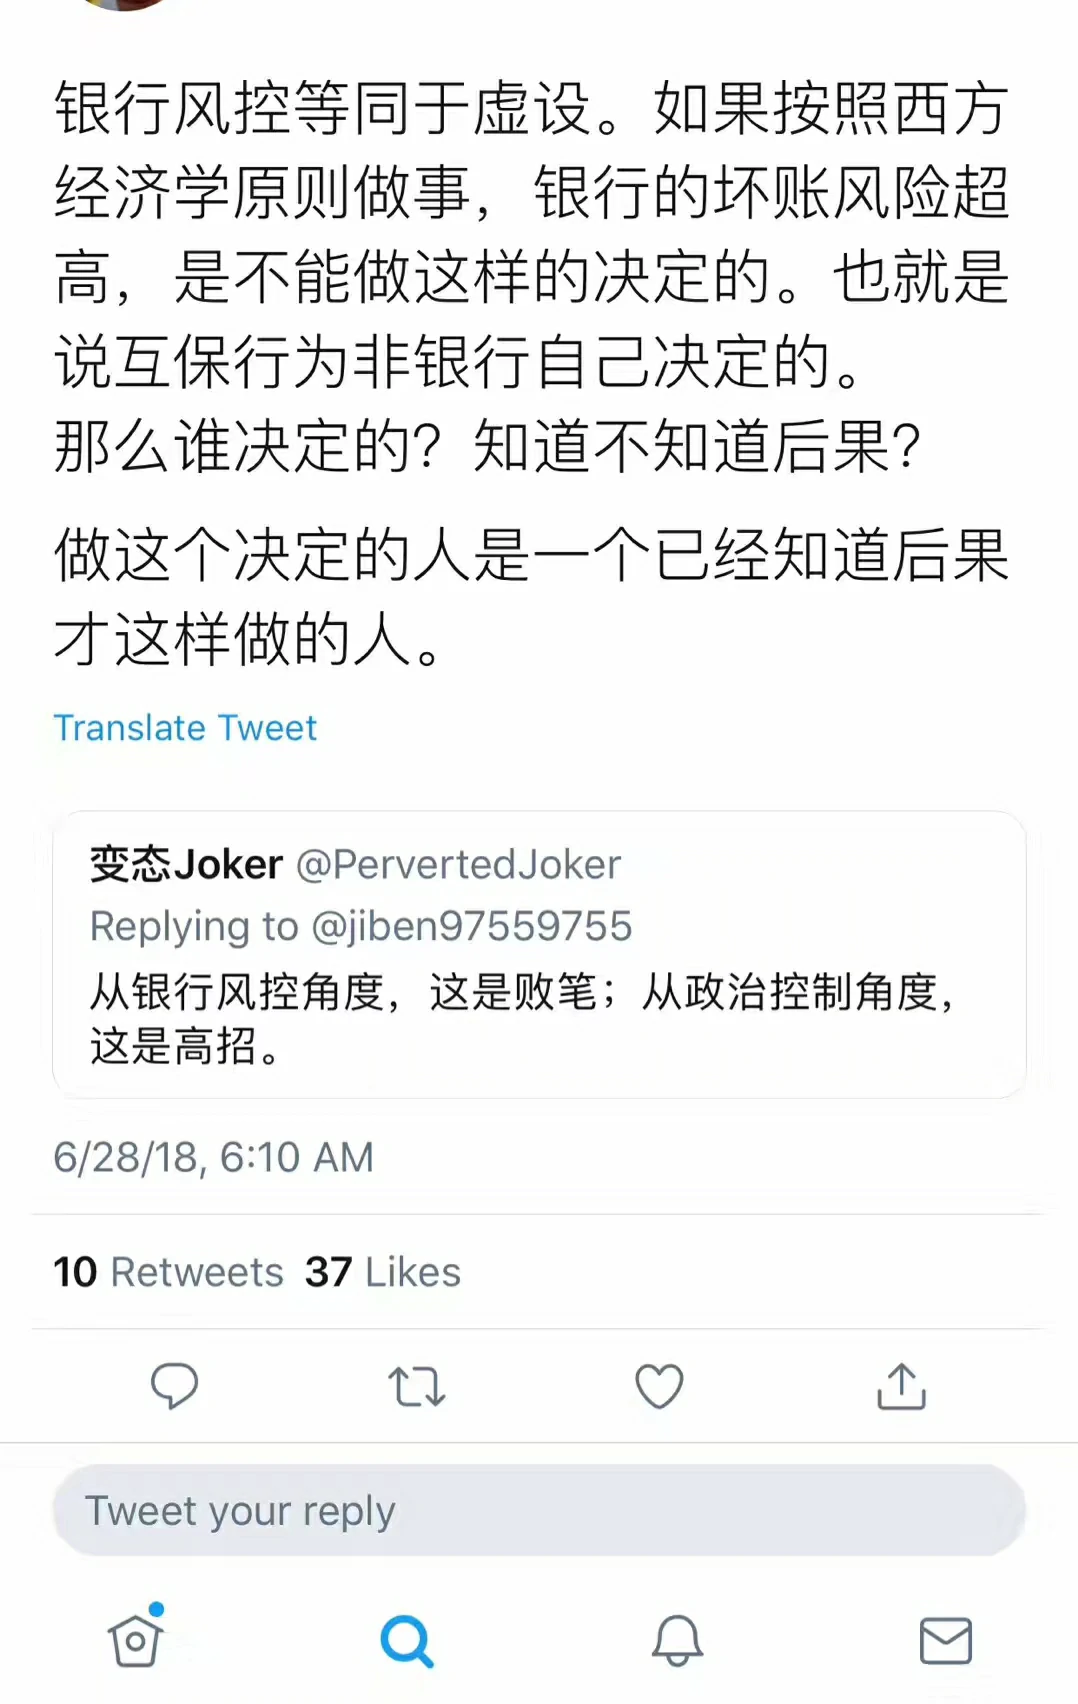 银行风控等同于虚设。如果按照西方
经济学原则做事，银行的坏账风险超
高，是不能做这样的决定的。也就是
说互保行为非银行自己决定的。
那么谁决定的？知道不知道后果？
做这个决定的人是一个已经知道后果
才这样做的人。
Translate Tweet
变态Joker @PervertedJoker
Replying to @jiben97559755
从银行风控角度，这是败笔；从政治控制角度，
这是高招。
6/28/18, 6:10 AM
10 Retweets 37 Likes
Tweet your reply